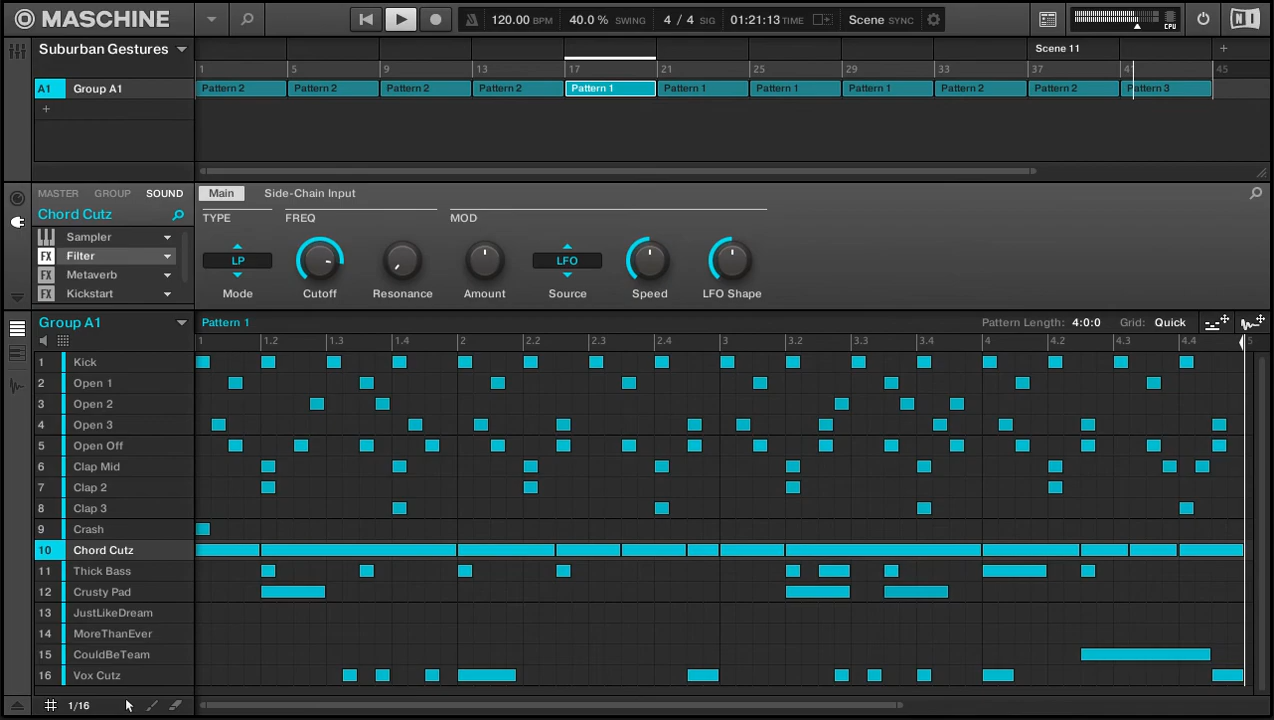 MASCHINE 120.00 BPM 40.0 % SWING 4 / 4 SIG 01:21:13 TIME Scene SYNC CPU
Suburban Gestures Scene 11 +
1 5 9 13 17 21 25 29 33 37 41 45
A1 Group A1 Pattern 2 Pattern 2 Pattern 2 Pattern 2 Pattern 1 Pattern 1 Pattern 1 Pattern 1 Pattern 2 Pattern 2 Pattern 3
+
MASTER GROUP SOUND Main Side-Chain Input
Chord Cutz TYPE FREQ MOD
Sampler
FX Filter LP LFO
FX Metaverb
FX Kickstart Mode Cutoff Resonance Amount Source Speed LFO Shape
Group A1 Pattern 1 Pattern Length: 4:0:0 Grid: Quick
1 1.2 1.3 1.4 2 2.2 2.3 2.4 3 3.2 3.3 3.4 4 4.2 4.3 4.4 5
1 Kick
2 Open 1
3 Open 2
4 Open 3
5 Open Off
6 Clap Mid
7 Clap 2
8 Clap 3
9 Crash
10 Chord Cutz
11 Thick Bass
12 Crusty Pad
13 JustLikeDream
14 MoreThanEver
15 CouldBeTeam
16 Vox Cutz
1/16